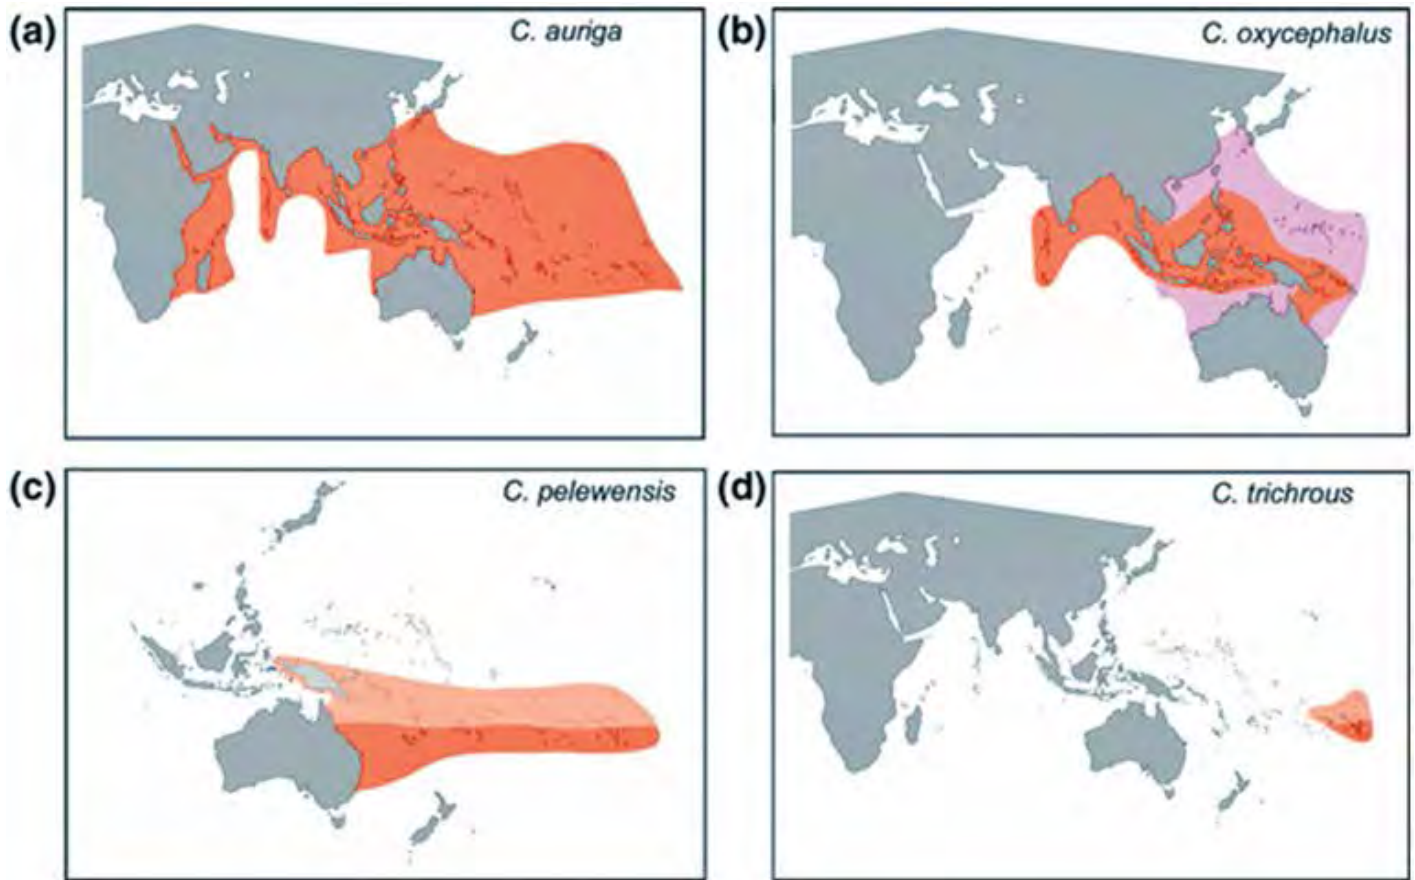 (a) C. auriga
(b) C. oxycephalus
(c) C. pelewensis
(d) C. trichrous